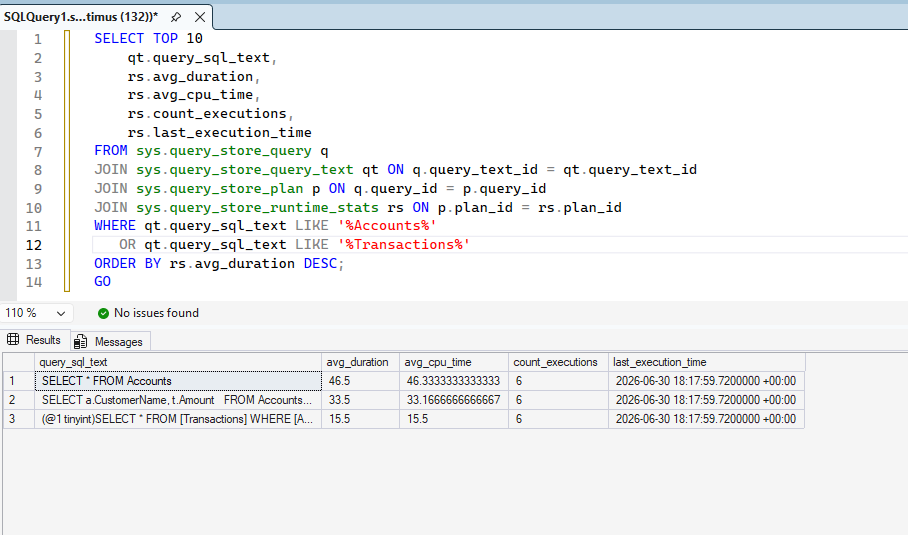 SQLQuery1.s...timus (132))*
1 SELECT TOP 10
2 qt.query_sql_text,
3 rs.avg_duration,
4 rs.avg_cpu_time,
5 rs.count_executions,
6 rs.last_execution_time
7 FROM sys.query_store_query q
8 JOIN sys.query_store_query_text qt ON q.query_text_id = qt.query_text_id
9 JOIN sys.query_store_plan p ON q.query_id = p.query_id
10 JOIN sys.query_store_runtime_stats rs ON p.plan_id = rs.plan_id
11 WHERE qt.query_sql_text LIKE '%Accounts%'
12 OR qt.query_sql_text LIKE '%Transactions%'
13 ORDER BY rs.avg_duration DESC;
14 GO
110 % No issues found
Results Messages
query_sql_text avg_duration avg_cpu_time count_executions last_execution_time
1 SELECT * FROM Accounts 46.5 46.3333333333333 6 2026-06-30 18:17:59.7200000 +00:00
2 SELECT a.CustomerName, t.Amount FROM Accounts... 33.5 33.1666666666667 6 2026-06-30 18:17:59.7200000 +00:00
3 (@1 tinyint)SELECT * FROM [Transactions] WHERE [A... 15.5 15.5 6 2026-06-30 18:17:59.7200000 +00:00